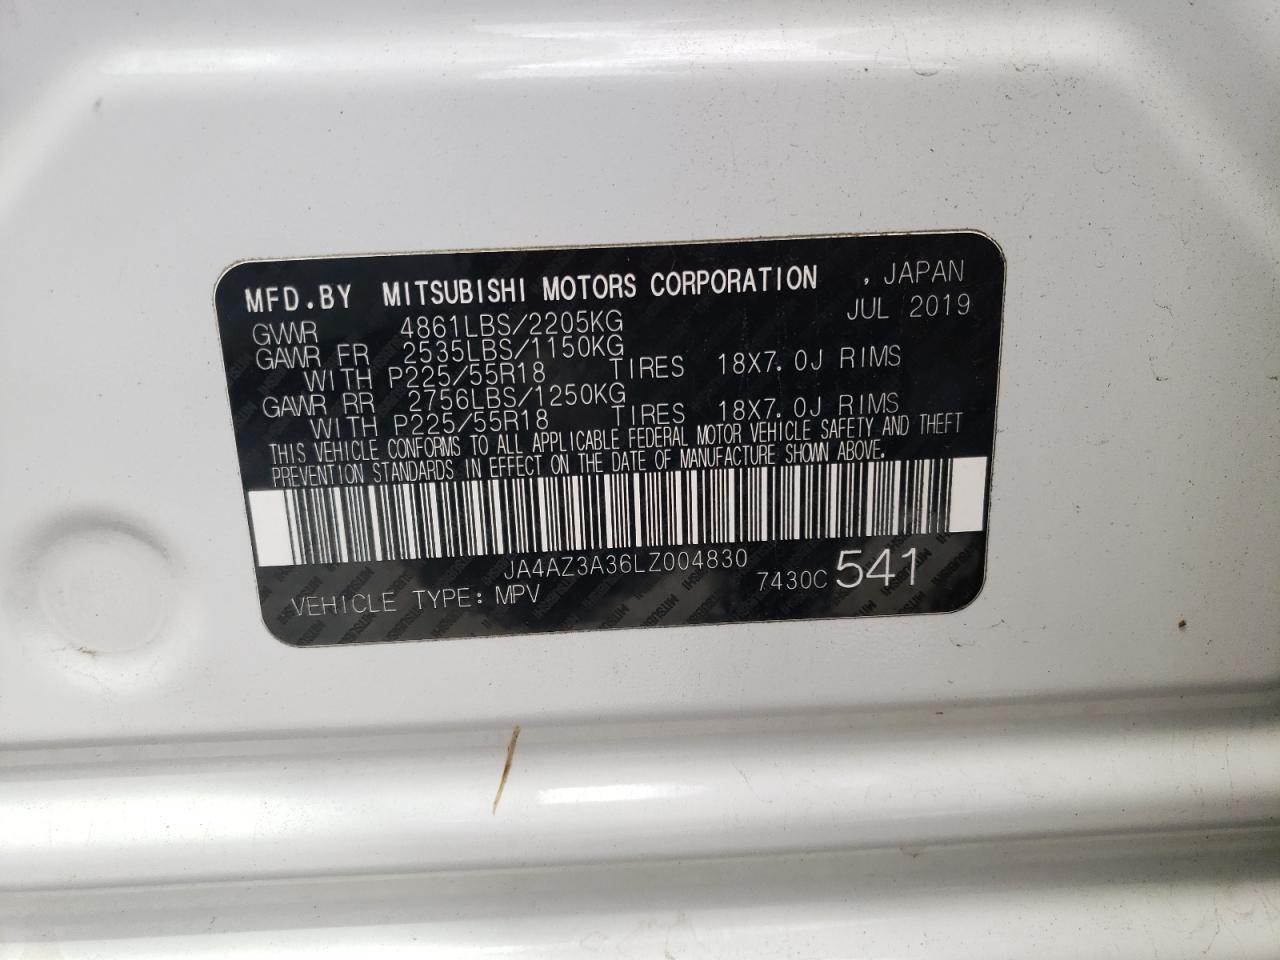 MFD.BY MITSUBISHI MOTORS CORPORATION , JAPAN
JUL 2019
GVWR 4861LBS/2205KG
GAWR FR 2535LBS/1150KG
WITH P225/55R18 TIRES 18X7.0J RIMS
GAWR RR 2756LBS/1250KG
WITH P225/55R18 TIRES 18X7.0J RIMS
THIS VEHICLE CONFORMS TO ALL APPLICABLE FEDERAL MOTOR VEHICLE SAFETY AND THEFT
PREVENTION STANDARDS IN EFFECT ON THE DATE OF MANUFACTURE SHOWN ABOVE.
JA4AZ3A36LZ004830
VEHICLE TYPE: MPV 7430C 541